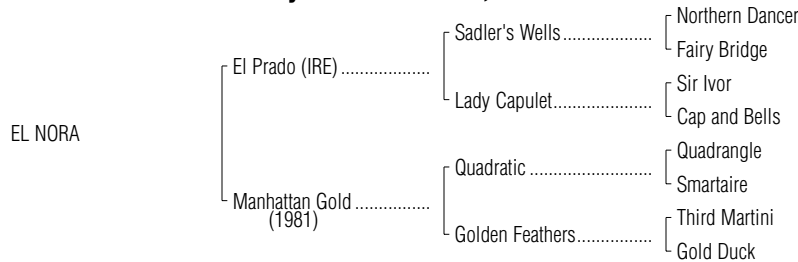 Northern Dancer
Sadler's Wells
Fairy Bridge
El Prado (IRE)
Sir Ivor
Lady Capulet
Cap and Bells
EL NORA
Quadrangle
Quadratic
Smartaire
Manhattan Gold
(1981)
Third Martini
Golden Feathers
Gold Duck